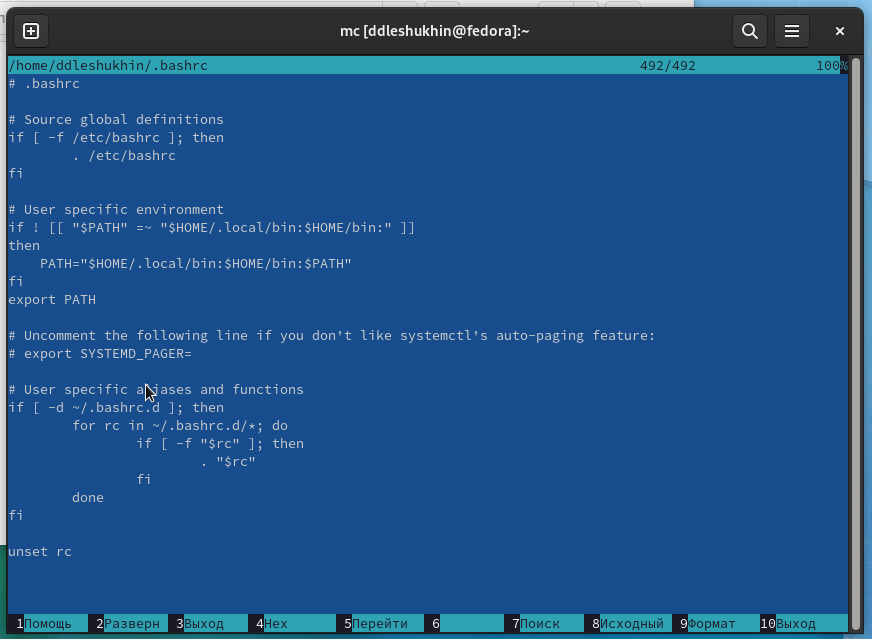 mc [ddleshukhin@fedora]:~
/home/ddleshukhin/.bashrc 492/492 100%
# .bashrc

# Source global definitions
if [ -f /etc/bashrc ]; then
        . /etc/bashrc
fi

# User specific environment
if ! [[ "$PATH" =~ "$HOME/.local/bin:$HOME/bin:" ]]
then
    PATH="$HOME/.local/bin:$HOME/bin:$PATH"
fi
export PATH

# Uncomment the following line if you don't like systemctl's auto-paging feature:
# export SYSTEMD_PAGER=

# User specific aliases and functions
if [ -d ~/.bashrc.d ]; then
        for rc in ~/.bashrc.d/*; do
                if [ -f "$rc" ]; then
                        . "$rc"
                fi
        done
fi

unset rc
1Помощь 2Разверн 3Выход 4Hex 5Перейти 6 7Поиск 8Исходный 9Формат 10Выход